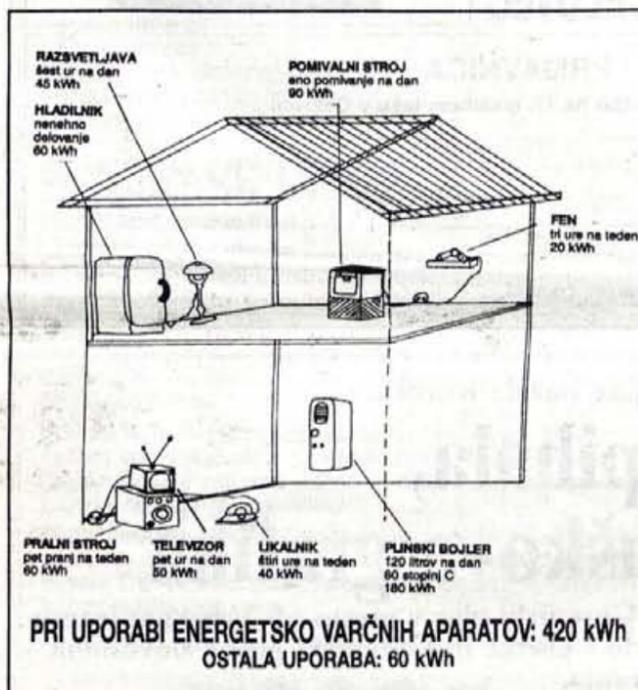 RAZSVETLJAVA
šest ur na dan
45 kWh
HLADILNIK
nenehno
delovanje
60 kWh
POMIVALNI STROJ
eno pomivanje na dan
90 kWh
FEN
tri ure na teden
20 kWh
PRALNI STROJ
pet pranj na teden
60 kWh
TELEVIZOR
pet ur na dan
50 kWh
LIKALNIK
štiri ure na teden
40 kWh
PLINSKI BOJLER
120 litrov na dan
60 stopinj C
180 kWh
PRI UPORABI ENERGETSKO VARČNIH APARATOV: 420 kWh
OSTALA UPORABA: 60 kWh